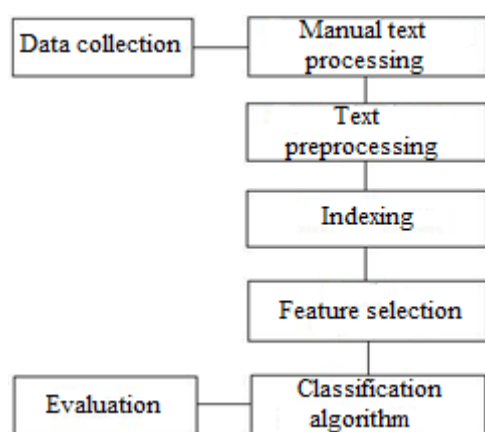 Data collection
Manual text
processing
Text
preprocessing
Indexing
Feature selection
Classification
algorithm
Evaluation